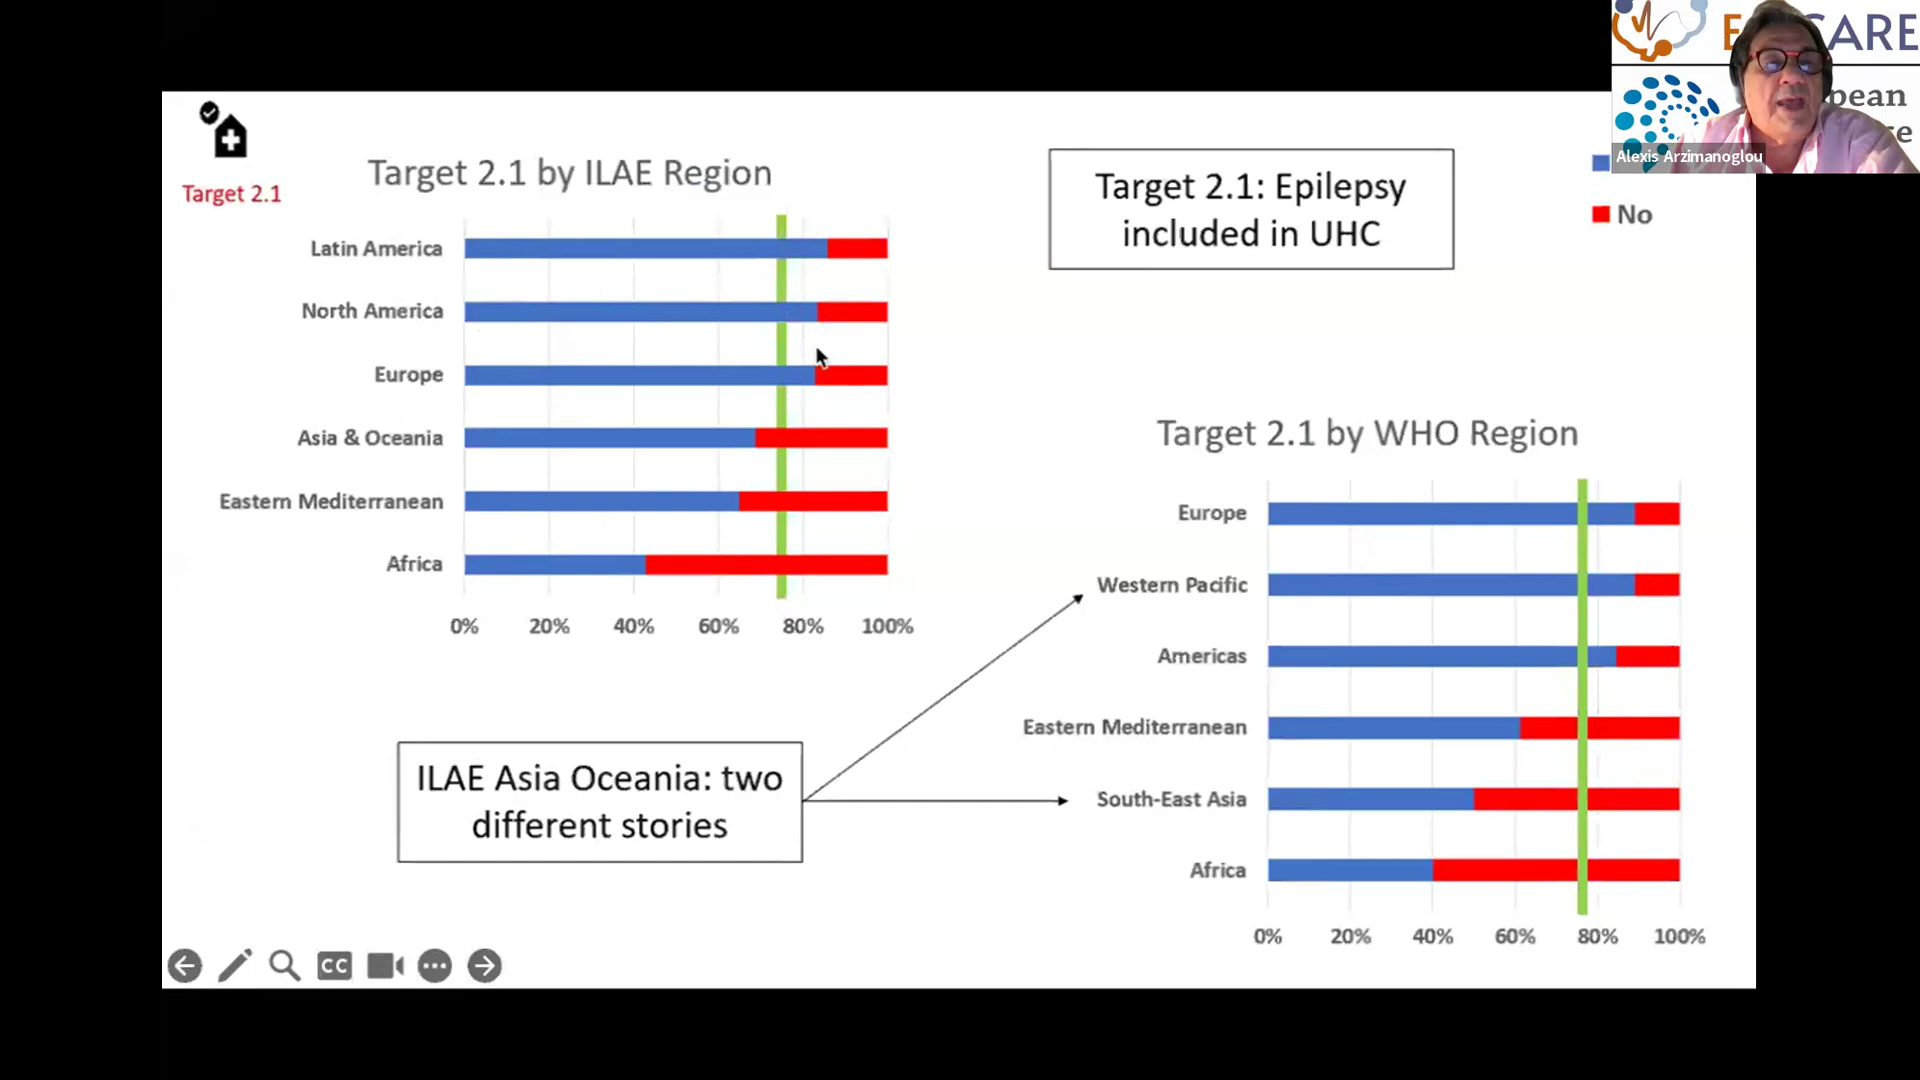 Target 2.1
Target 2.1 by ILAE Region
Latin America
North America
Europe
Asia & Oceania
Eastern Mediterranean
Africa
0% 20% 40% 60% 80% 100%
Target 2.1: Epilepsy
included in UHC
No
ILAE Asia Oceania: two
different stories
Target 2.1 by WHO Region
Europe
Western Pacific
Americas
Eastern Mediterranean
South-East Asia
Africa
0% 20% 40% 60% 80% 100%
CC
Alexis Arzimanoglou